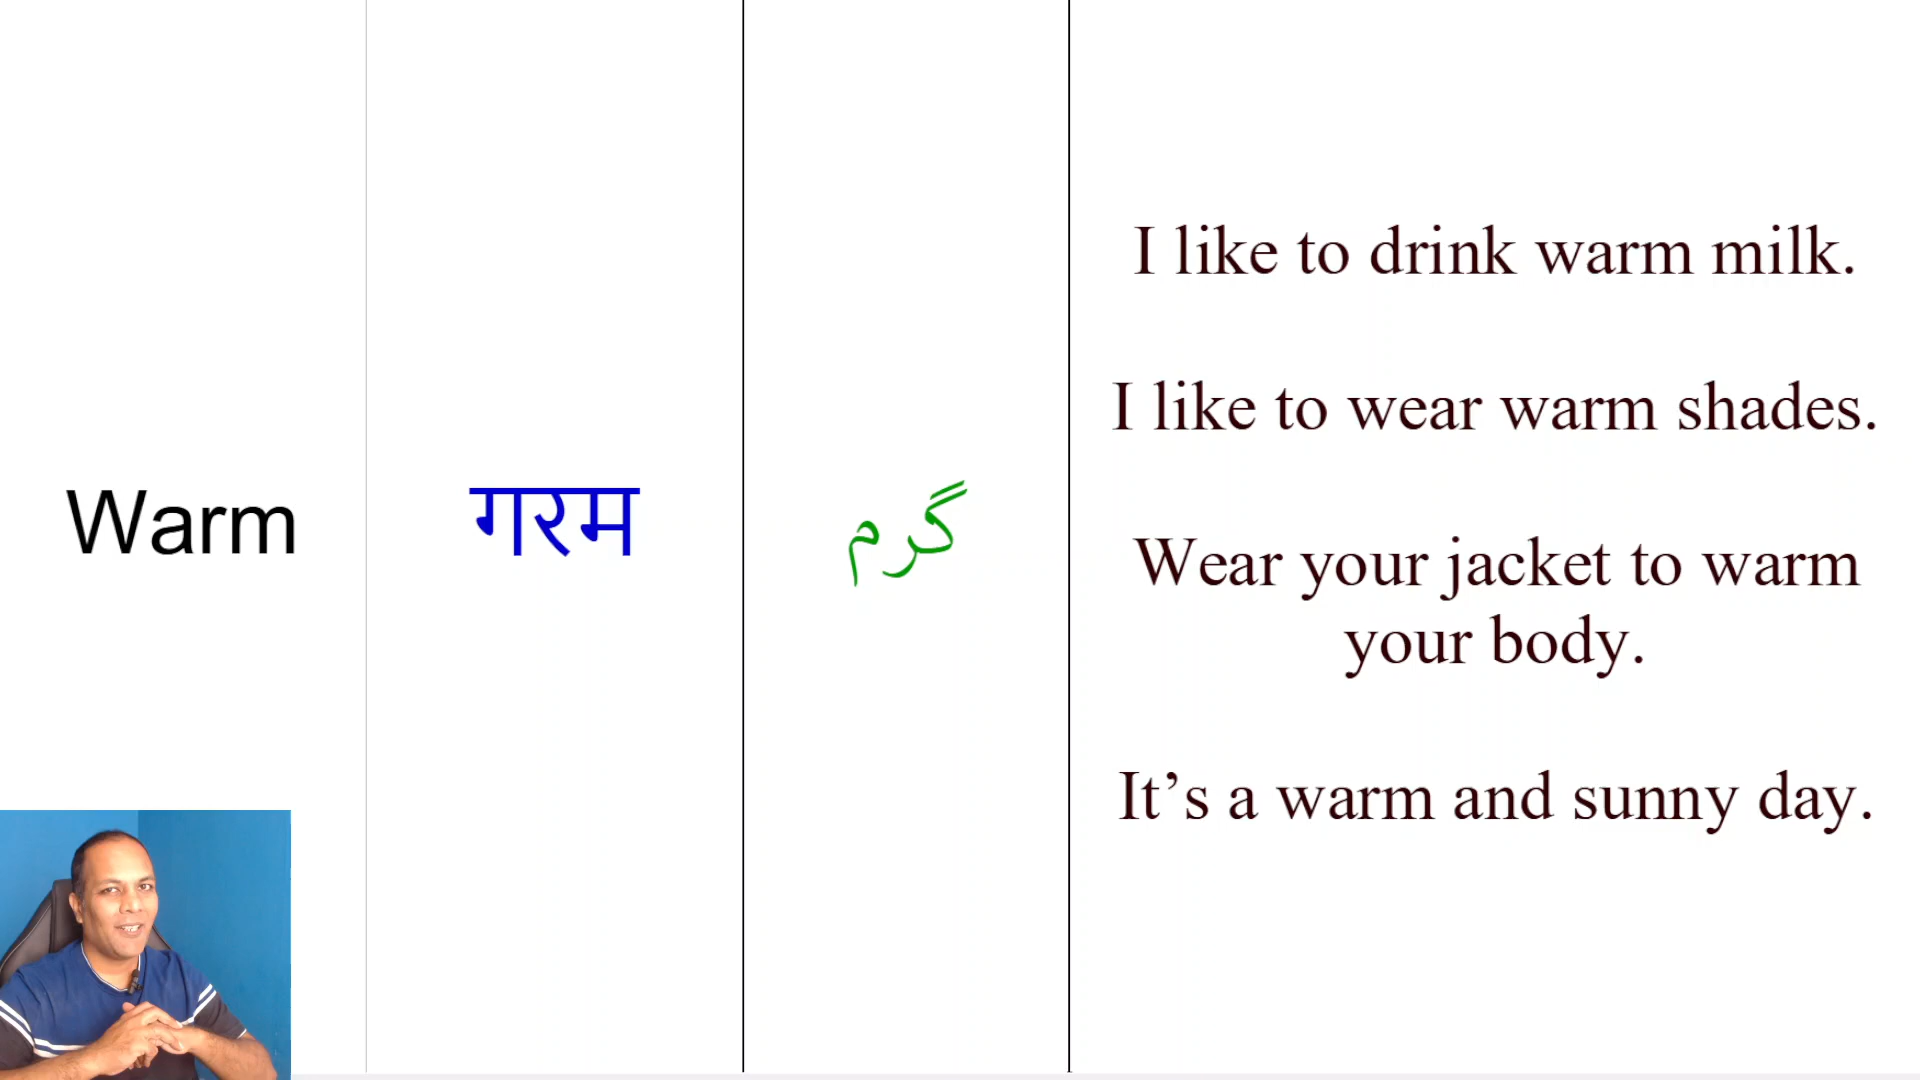 Warm
गरम
گرم
I like to drink warm milk.
I like to wear warm shades.
Wear your jacket to warm
your body.
It’s a warm and sunny day.